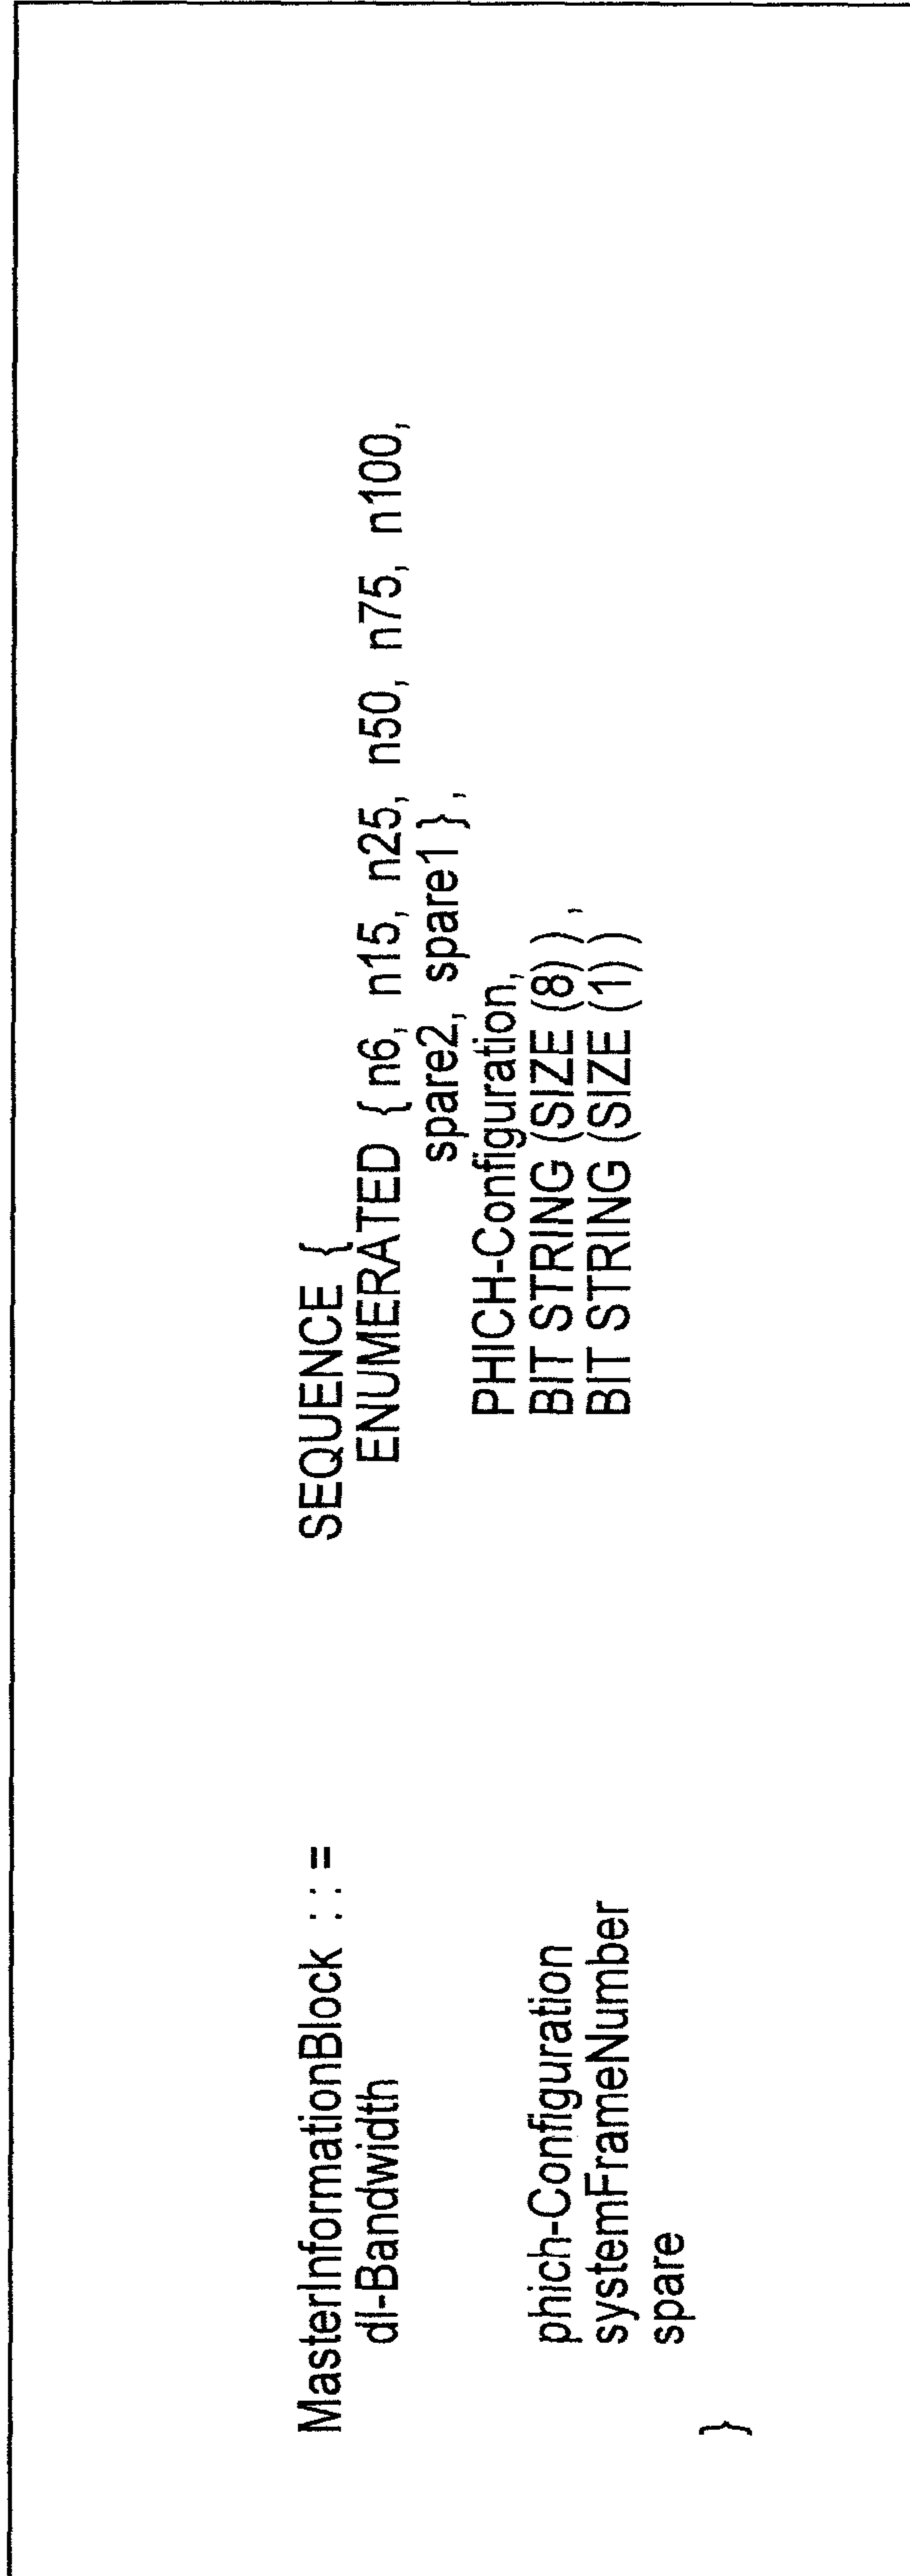 MasterInformationBlock : : = SEQUENCE {
dl-Bandwidth ENUMERATED { n6, n15, n25, n50, n75, n100,
spare2, spare1 } ,
phich-Configuration PHICH-Configuration,
systemFrameNumber BIT STRING (SIZE (8) ) ,
spare BIT STRING (SIZE (1) )
}